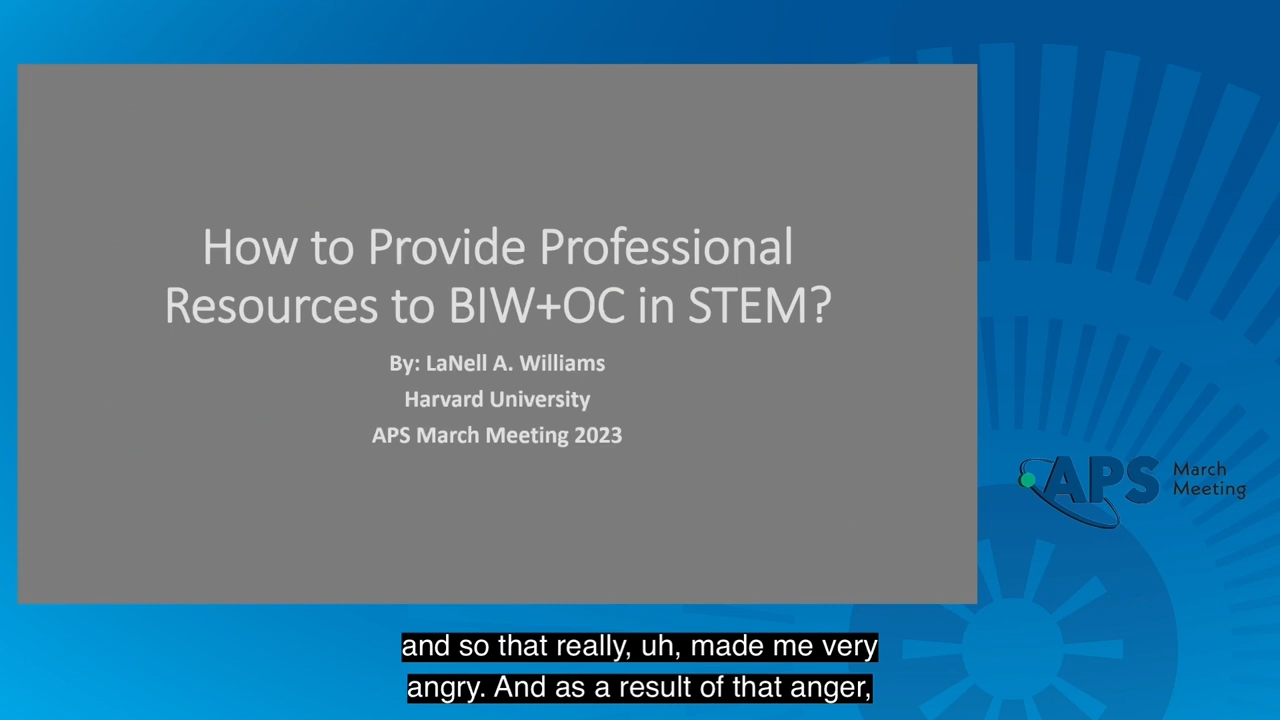 How to Provide Professional
Resources to BIW+OC in STEM?
By: LaNell A. Williams
Harvard University
APS March Meeting 2023
APS March
Meeting
and so that really, uh, made me very
angry. And as a result of that anger,